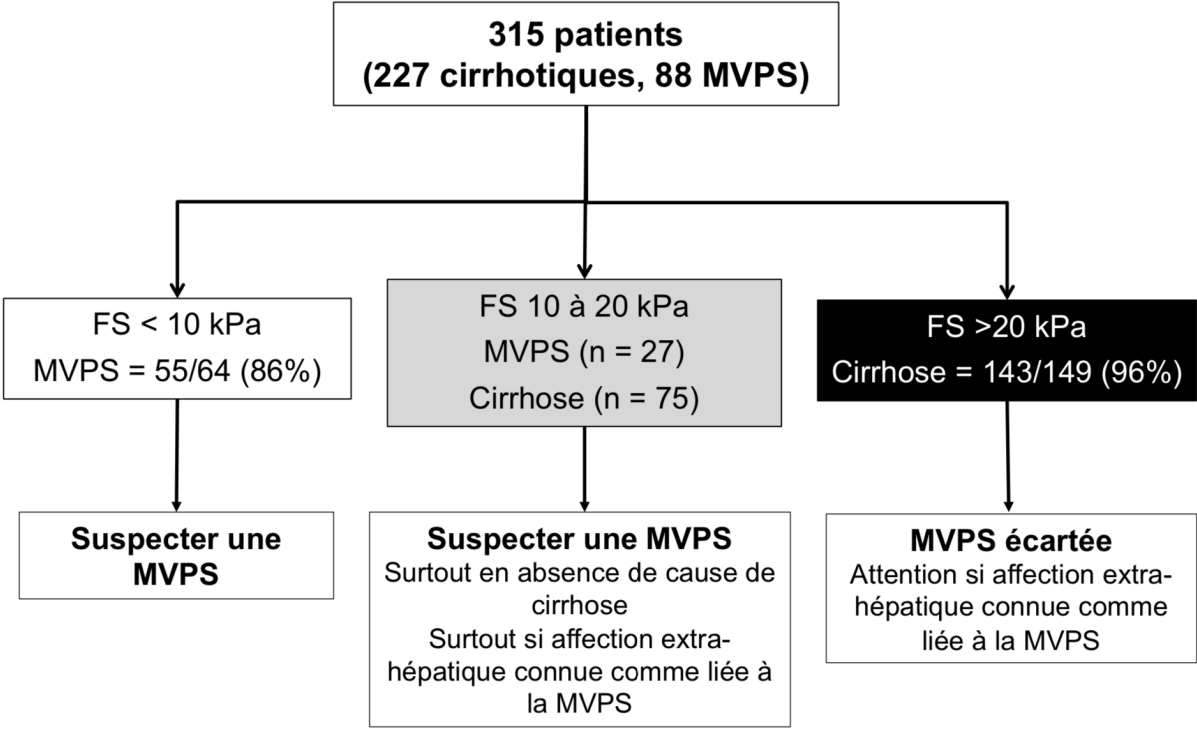 315 patients
(227 cirrhotiques, 88 MVPS)
FS < 10 kPa
MVPS = 55/64 (86%)
FS 10 à 20 kPa
MVPS (n = 27)
Cirrhose (n = 75)
FS >20 kPa
Cirrhose = 143/149 (96%)
Suspecter une
MVPS
Suspecter une MVPS
Surtout en absence de cause de
cirrhose
Surtout si affection extra-
hépatique connue comme liée à
la MVPS
MVPS écartée
Attention si affection extra-
hépatique connue comme
liée à la MVPS